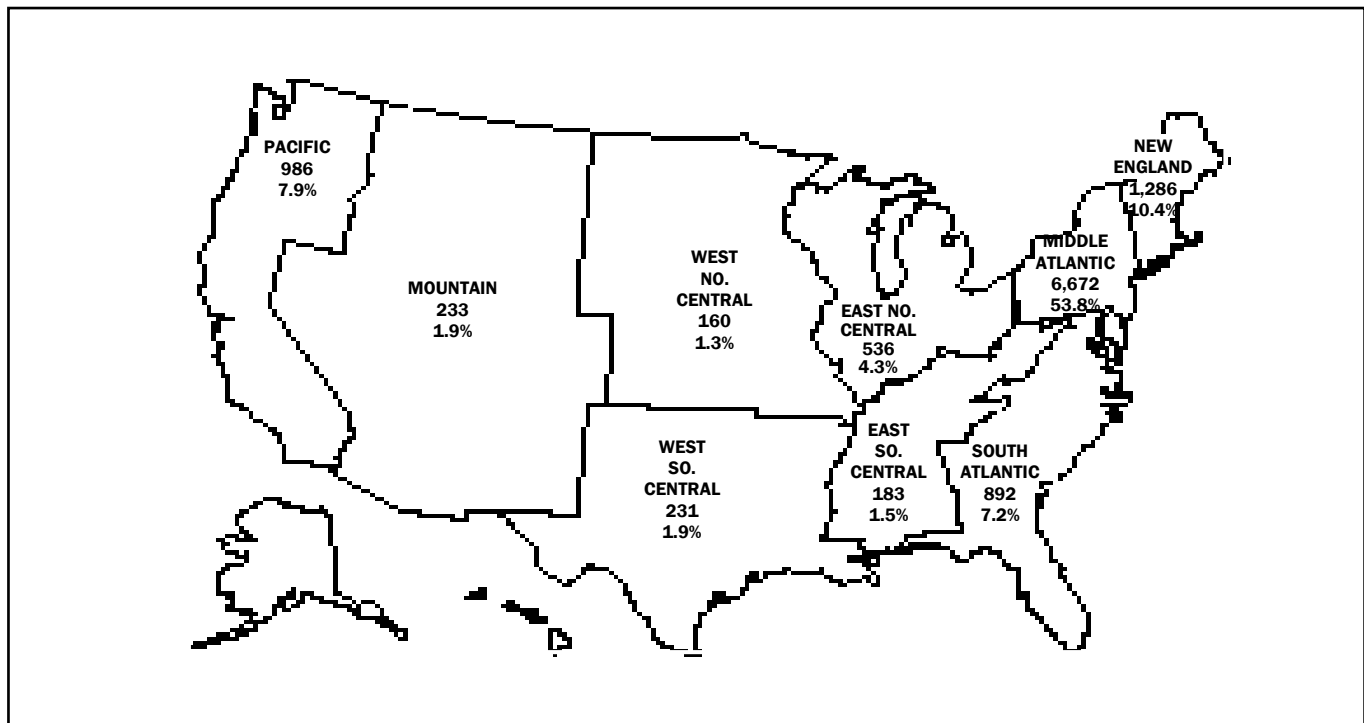 PACIFIC
986
7.9%
MOUNTAIN
233
1.9%
WEST
NO.
CENTRAL
160
1.3%
WEST
SO.
CENTRAL
231
1.9%
EAST NO.
CENTRAL
536
4.3%
EAST
SO.
CENTRAL
183
1.5%
SOUTH
ATLANTIC
892
7.2%
MIDDLE
ATLANTIC
6,672
53.8%
NEW
ENGLAND
1,286
10.4%